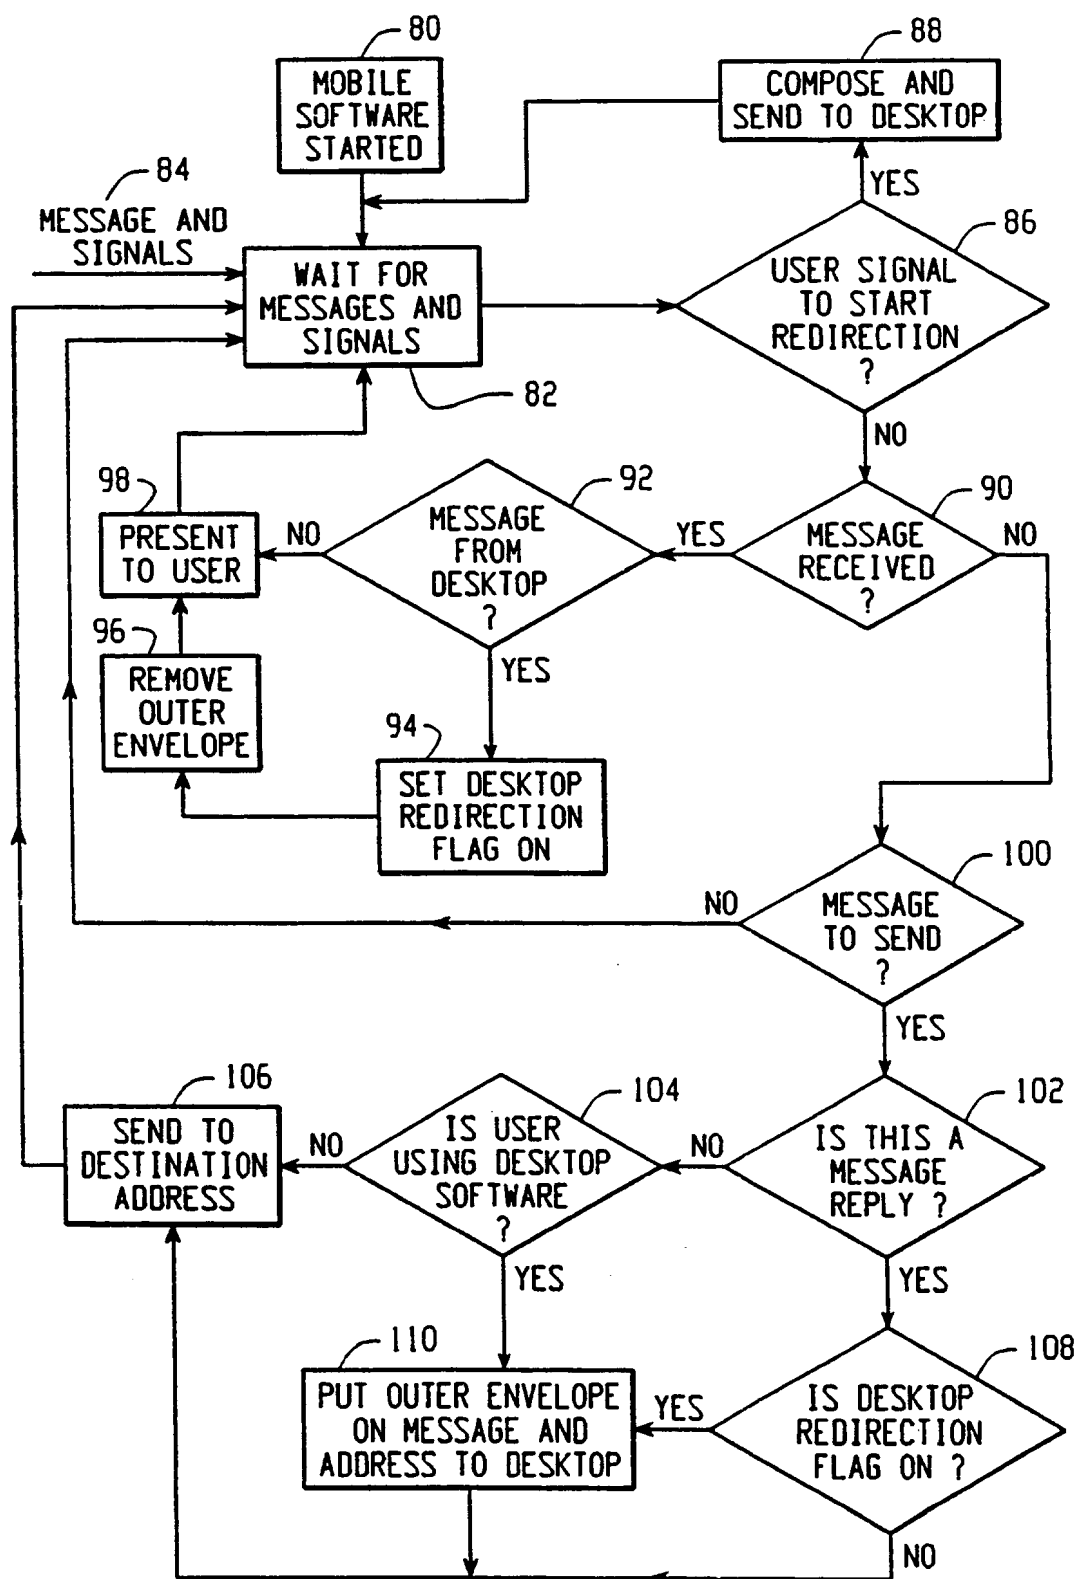 80
MOBILE
SOFTWARE
STARTED
88
COMPOSE AND
SEND TO DESKTOP
YES
84
MESSAGE AND
SIGNALS
WAIT FOR
MESSAGES AND
SIGNALS
82
86
USER SIGNAL
TO START
REDIRECTION
?
NO
98
PRESENT
TO USER
NO
92
MESSAGE
FROM
DESKTOP
?
YES
YES
90
MESSAGE
RECEIVED
?
NO
96
REMOVE
OUTER
ENVELOPE
94
SET DESKTOP
REDIRECTION
FLAG ON
100
MESSAGE
TO SEND
?
NO
YES
106
SEND TO
DESTINATION
ADDRESS
NO
104
IS USER
USING DESKTOP
SOFTWARE
?
YES
NO
102
IS THIS A
MESSAGE
REPLY ?
YES
110
PUT OUTER ENVELOPE
ON MESSAGE AND
ADDRESS TO DESKTOP
YES
108
IS DESKTOP
REDIRECTION
FLAG ON ?
NO